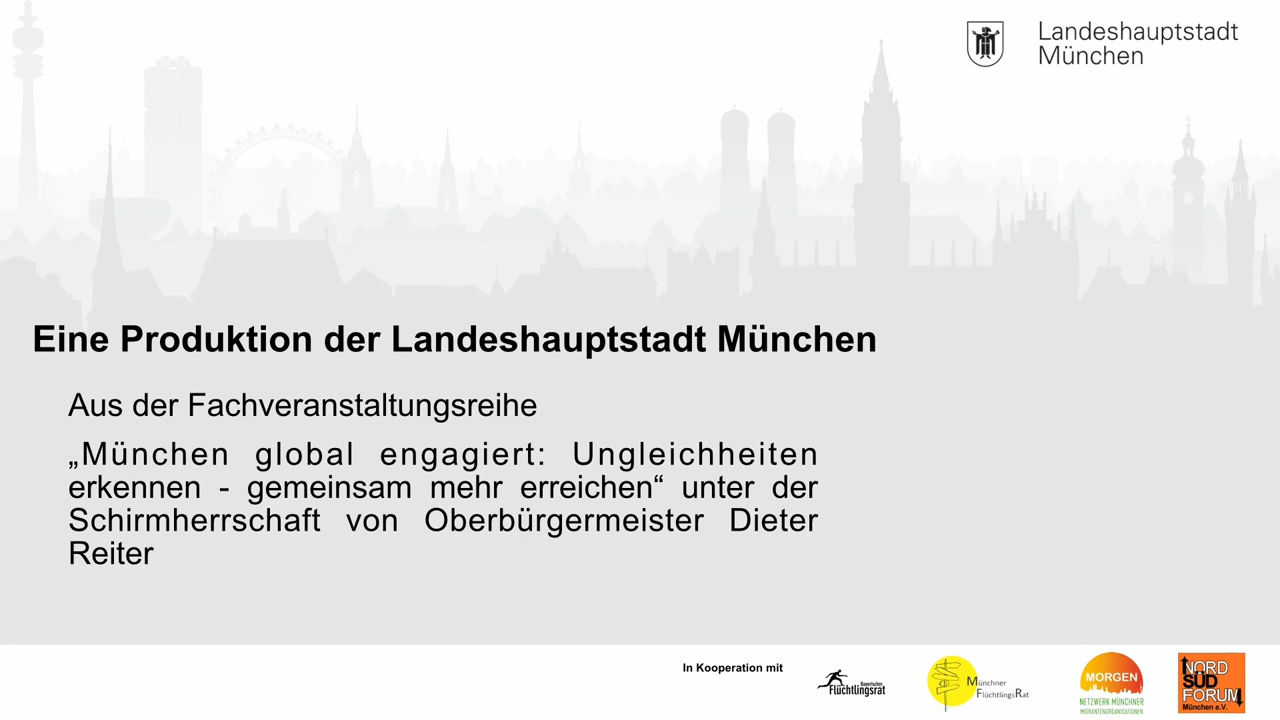 Landeshauptstadt
München
Eine Produktion der Landeshauptstadt München
Aus der Fachveranstaltungsreihe
„München global engagiert: Ungleichheiten
erkennen - gemeinsam mehr erreichen“ unter der
Schirmherrschaft von Oberbürgermeister Dieter
Reiter
In Kooperation mit
Bayerischer
Flüchtlingsrat
Münchner
FlüchtlingsRat
MORGEN
NETZWERK MÜNCHNER
MIGRANTENORGANISATIONEN
NORD
SÜD
FORUM
München e.V.